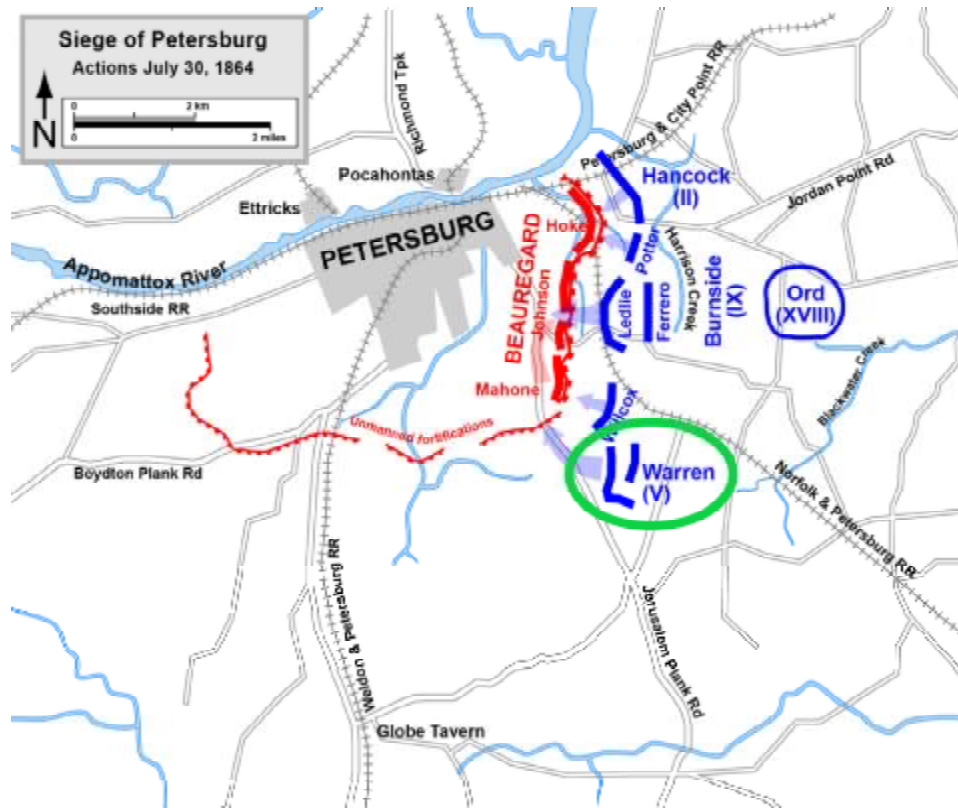 Siege of Petersburg
Actions July 30, 1864
N
0
2 km
0
3 miles
Richmond Tpk
Petersburg & City Point RR
Pocahontas
Ettricks
Hancock
(II)
Jordan Point Rd
PETERSBURG
Hoke
Potter
Harrison Creek
BEAUREGARD
Johnson
Appomattox River
Southside RR
Ledlie
Ferrero
Burnside
(IX)
Ord
(XVIII)
Blackwater Creek
Mahone
Willcox
Unmanned fortifications
Boydton Plank Rd
Warren
(V)
Norfolk & Petersburg RR
Weldon & Petersburg RR
Jerusalem Plank Rd
Globe Tavern